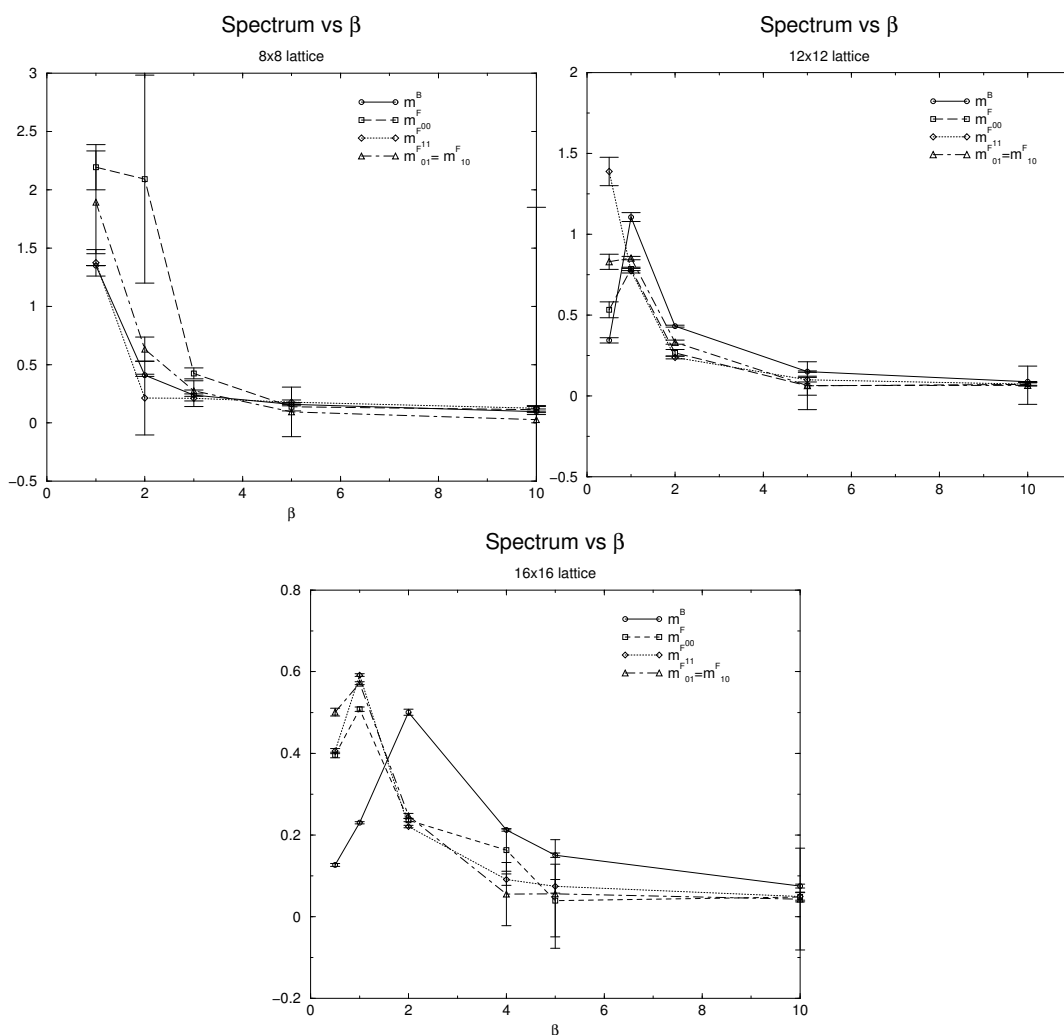 Spectrum vs β
8x8 lattice
3
2.5
2
1.5
1
0.5
0
−0.5
0
2
4
6
8
10
β
m^B
m^F_00
m^F_11
m^F_01= m^F_10
Spectrum vs β
12x12 lattice
2
1.5
1
0.5
0
−0.5
0
2
4
6
8
10
m^B
m^F_00
m^F_11
m^F_01= m^F_10
Spectrum vs β
16x16 lattice
0.8
0.6
0.4
0.2
0
−0.2
0
2
4
6
8
10
β
m^B
m^F_00
m^F_11
m^F_01=m^F_10